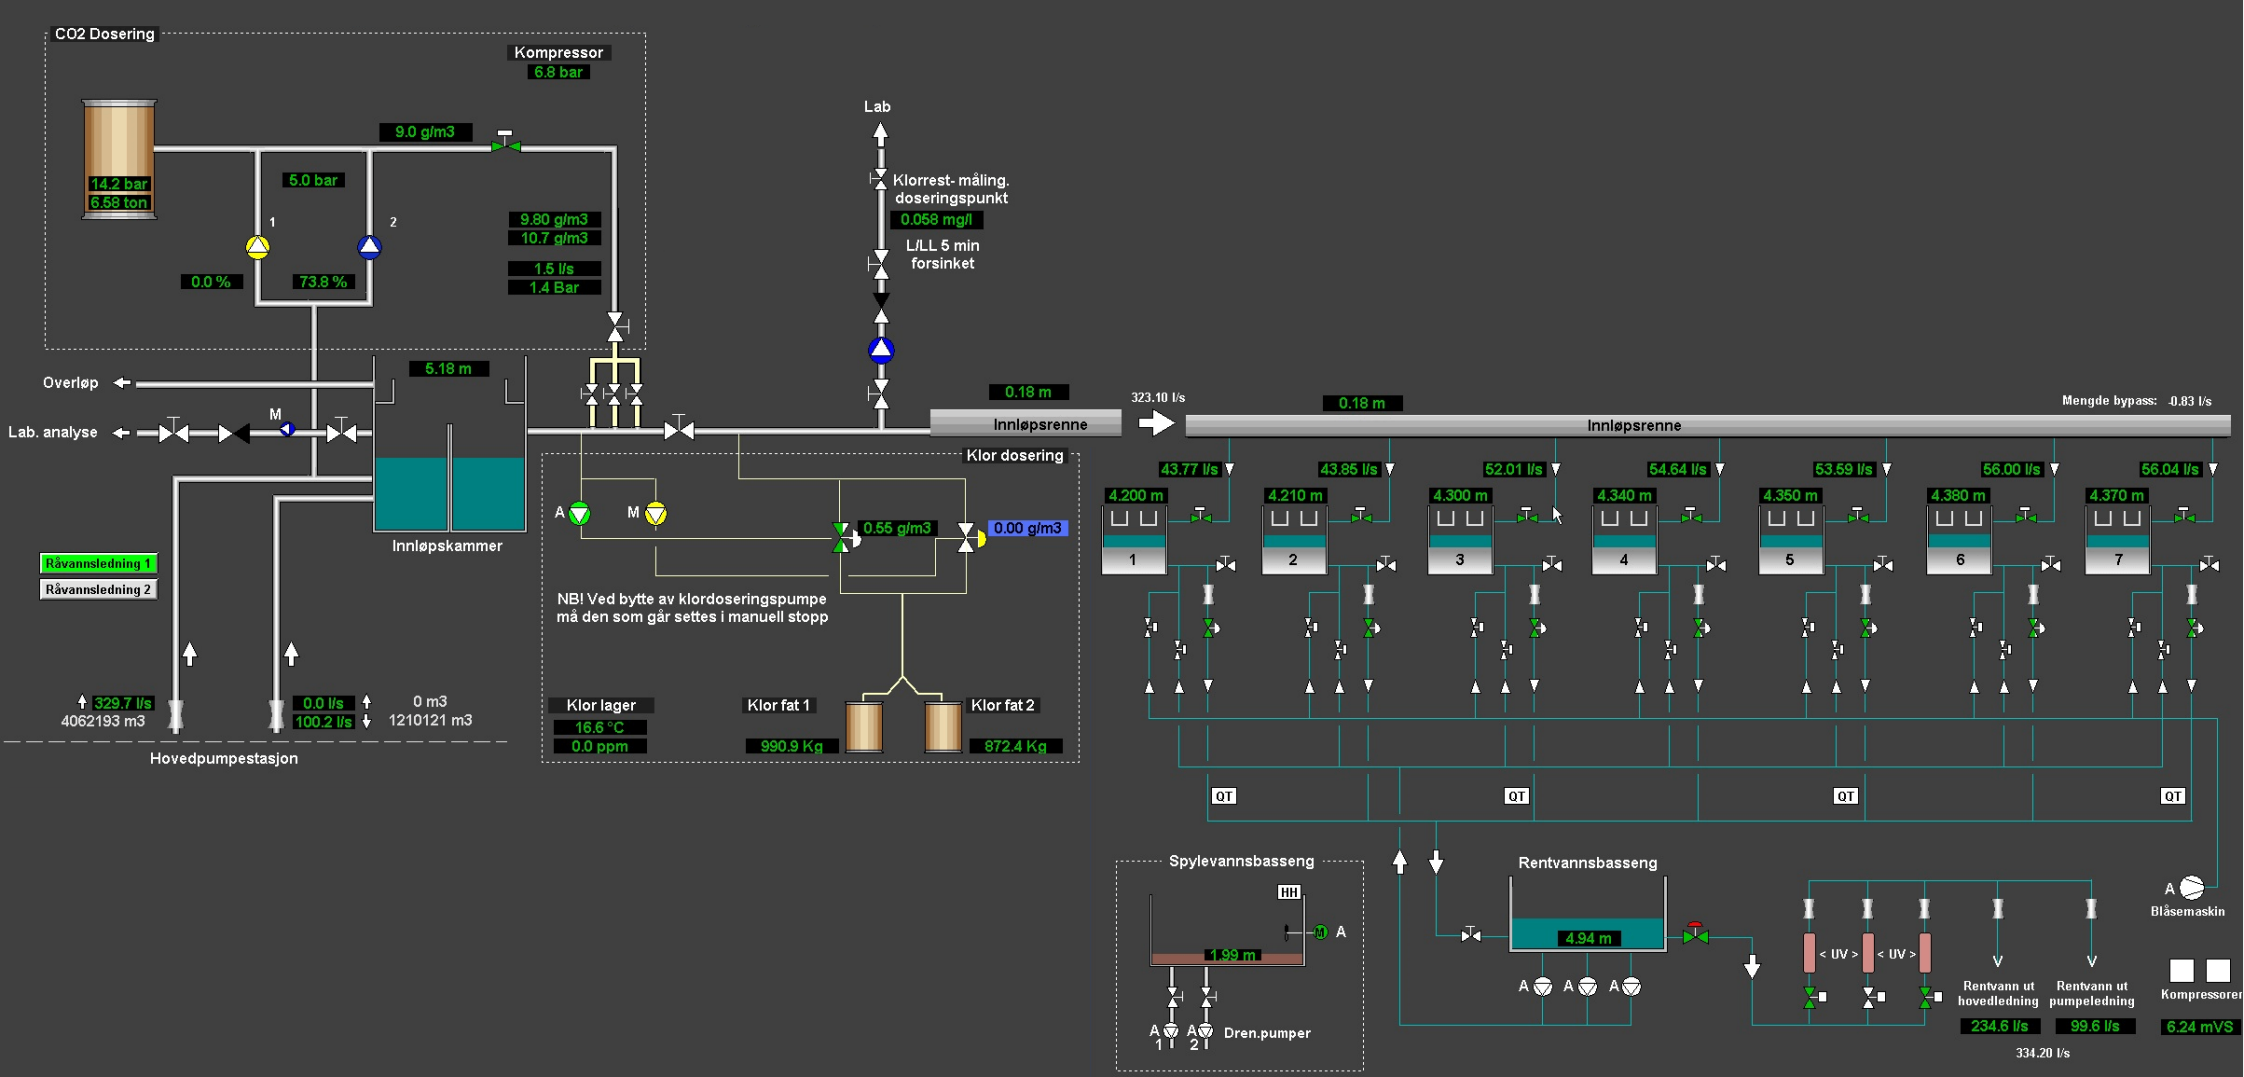 CO2 Dosering
Kompressor
6.8 bar
9.0 g/m3
14.2 bar
6.58 ton
5.0 bar
1
2
0.0 %
73.8 %
9.80 g/m3
10.7 g/m3
1.5 l/s
1.4 Bar
Lab
Klorrest- måling.
doseringspunkt
0.058 mg/l
L/LL 5 min
forsinket
Overløp
5.18 m
M
Lab. analyse
Innløpskammer
Råvannsledning 1
Råvannsledning 2
329.7 l/s
4062193 m3
0.0 l/s
100.2 l/s
0 m3
1210121 m3
Hovedpumpestasjon
0.18 m
Innløpsrenne
323.10 l/s
0.18 m
Innløpsrenne
Mengde bypass: -0.83 l/s
Klor dosering
A
M
0.55 g/m3
0.00 g/m3
NB! Ved bytte av klordoseringspumpe
må den som går settes i manuell stopp
Klor lager
16.6 °C
0.0 ppm
Klor fat 1
990.9 Kg
Klor fat 2
872.4 Kg
43.77 l/s
43.85 l/s
52.01 l/s
54.64 l/s
53.59 l/s
56.00 l/s
56.04 l/s
4.200 m
4.210 m
4.300 m
4.340 m
4.350 m
4.380 m
4.370 m
1
2
3
4
5
6
7
QT
QT
QT
QT
Spylevannsbasseng
HH
M
A
1.99 m
A
1
A
2
Dren.pumper
Rentvannsbasseng
4.94 m
A
A
A
< UV >
< UV >
Rentvann ut
hovedledning
234.6 l/s
Rentvann ut
pumpeledning
99.6 l/s
334.20 l/s
A
Blåsemaskin
Kompressorer
6.24 mVS